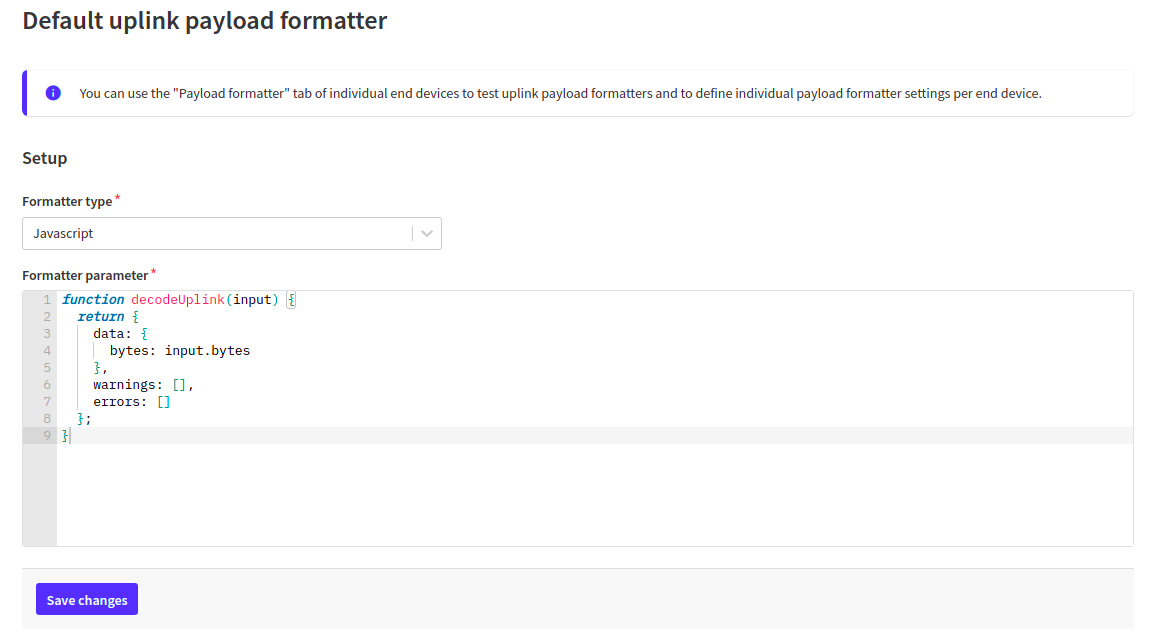 Default uplink payload formatter
You can use the "Payload formatter" tab of individual end devices to test uplink payload formatters and to define individual payload formatter settings per end device.
Setup
Formatter type *
Javascript
Formatter parameter *
1 function decodeUplink(input) {
2   return {
3     data: {
4       bytes: input.bytes
5     },
6     warnings: [],
7     errors: []
8   };
9 }
Save changes